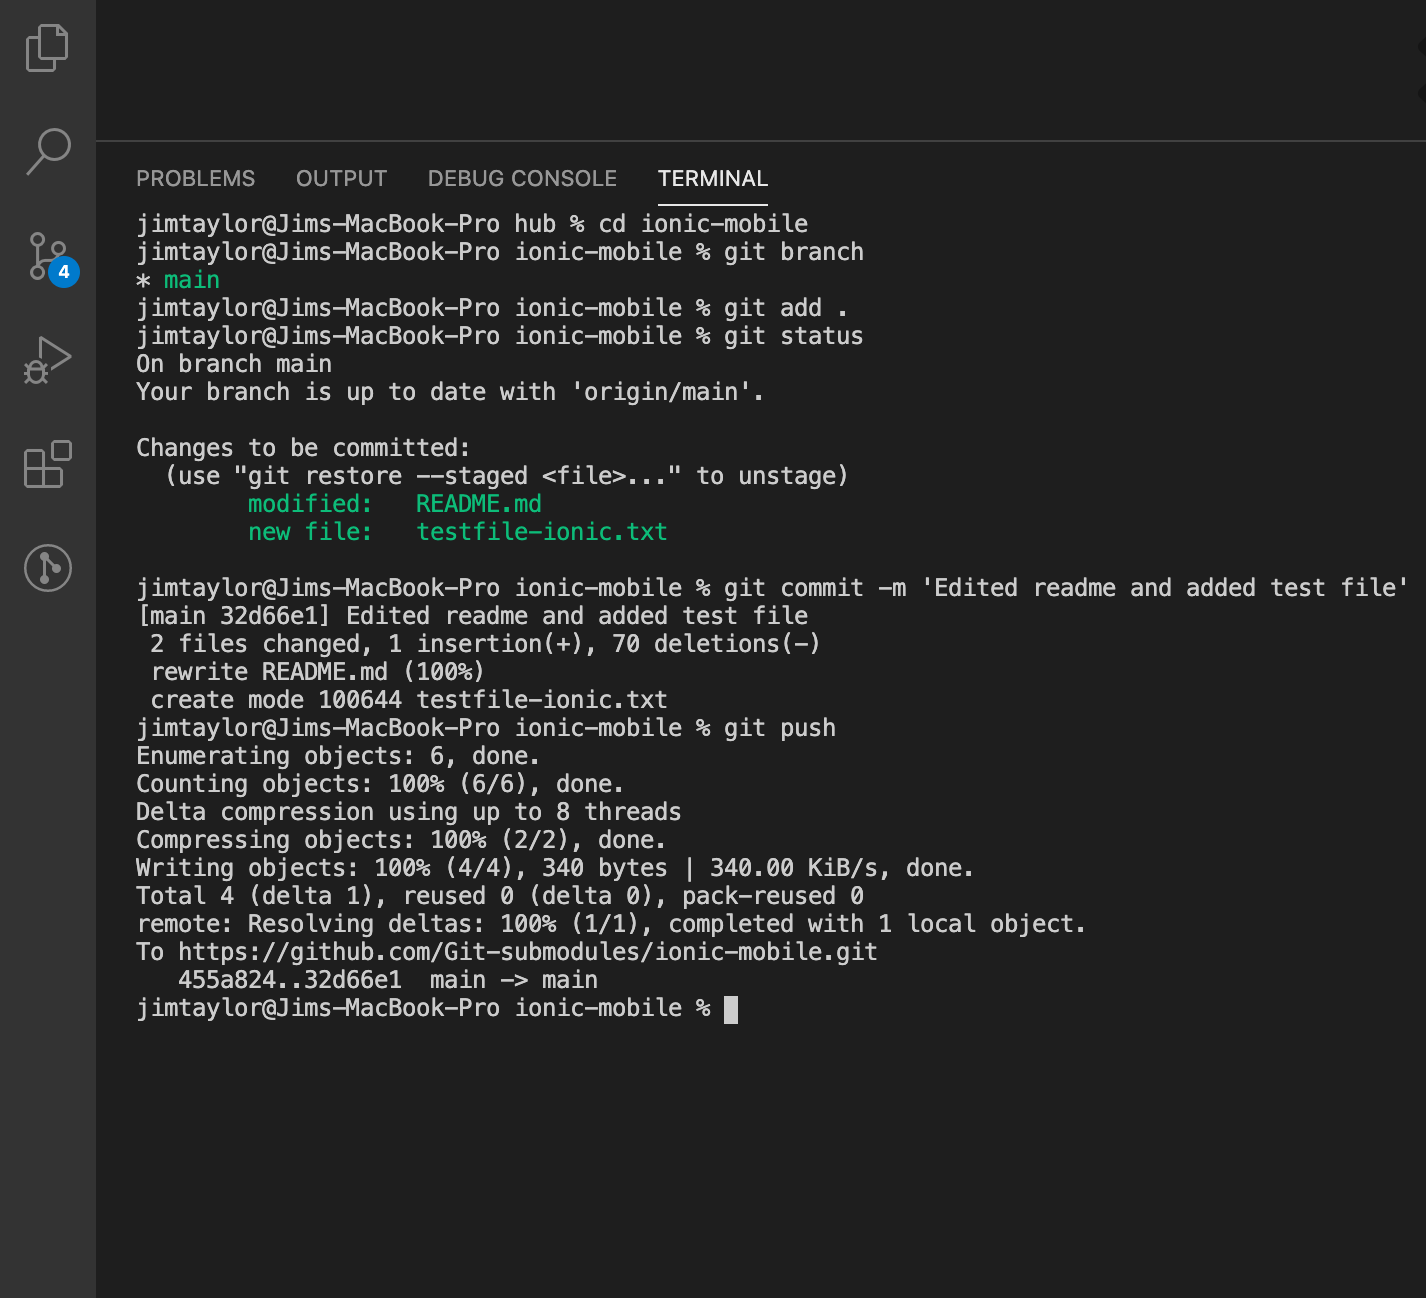 PROBLEMS OUTPUT DEBUG CONSOLE TERMINAL
jimtaylor@Jims-MacBook-Pro hub % cd ionic-mobile
jimtaylor@Jims-MacBook-Pro ionic-mobile % git branch
* main
jimtaylor@Jims-MacBook-Pro ionic-mobile % git add .
jimtaylor@Jims-MacBook-Pro ionic-mobile % git status
On branch main
Your branch is up to date with 'origin/main'.
Changes to be committed:
(use "git restore --staged <file>..." to unstage)
modified: README.md
new file: testfile-ionic.txt
jimtaylor@Jims-MacBook-Pro ionic-mobile % git commit -m 'Edited readme and added test file'
[main 32d66e1] Edited readme and added test file
2 files changed, 1 insertion(+), 70 deletions(-)
rewrite README.md (100%)
create mode 100644 testfile-ionic.txt
jimtaylor@Jims-MacBook-Pro ionic-mobile % git push
Enumerating objects: 6, done.
Counting objects: 100% (6/6), done.
Delta compression using up to 8 threads
Compressing objects: 100% (2/2), done.
Writing objects: 100% (4/4), 340 bytes | 340.00 KiB/s, done.
Total 4 (delta 1), reused 0 (delta 0), pack-reused 0
remote: Resolving deltas: 100% (1/1), completed with 1 local object.
To https://github.com/Git-submodules/ionic-mobile.git
455a824..32d66e1 main -> main
jimtaylor@Jims-MacBook-Pro ionic-mobile %
4